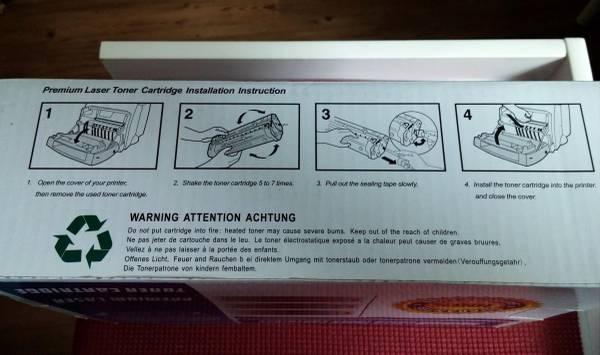 Premium Laser Toner Cartridge Installation Instruction
1
2
3
4
1. Open the cover of your printer,
then remove the used toner cartridge.
2. Shake the toner cartridge 5 to 7 times.
3. Pull out the sealing tape slowly.
4. Install the toner cartridge into the printer.
and close the cover.
WARNING ATTENTION ACHTUNG
Do not put cartridge into fire: heated toner may cause severe burns. Keep out of the reach of children.
Ne pas jeter de cartouche dans le leu. Le toner électrostatique exposé a la chaleur peut causer de graves bruures.
Vellez à ne pas laisser à la portée des enfants.
Offenes Licht. Feuer and Rauchen b ei direktem Umgang mit tonerstaub oder tonerpatrone vermeiden (Verouffungsgefahr).
Die Tonerpatrone von kindern fembaltem.
TONER CARTRIDGE
PREMIUM LASER